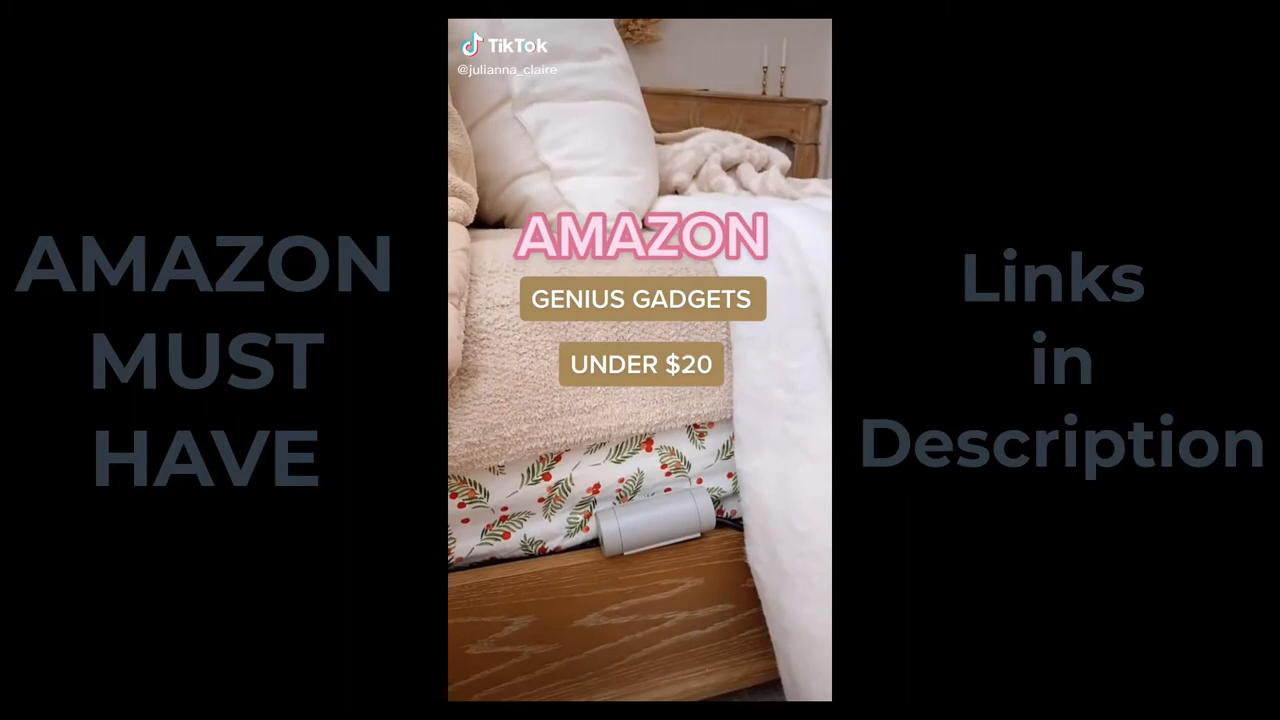 AMAZON
MUST
HAVE
TikTok
@julianna_claire
AMAZON
GENIUS GADGETS
UNDER $20
Links
in
Description